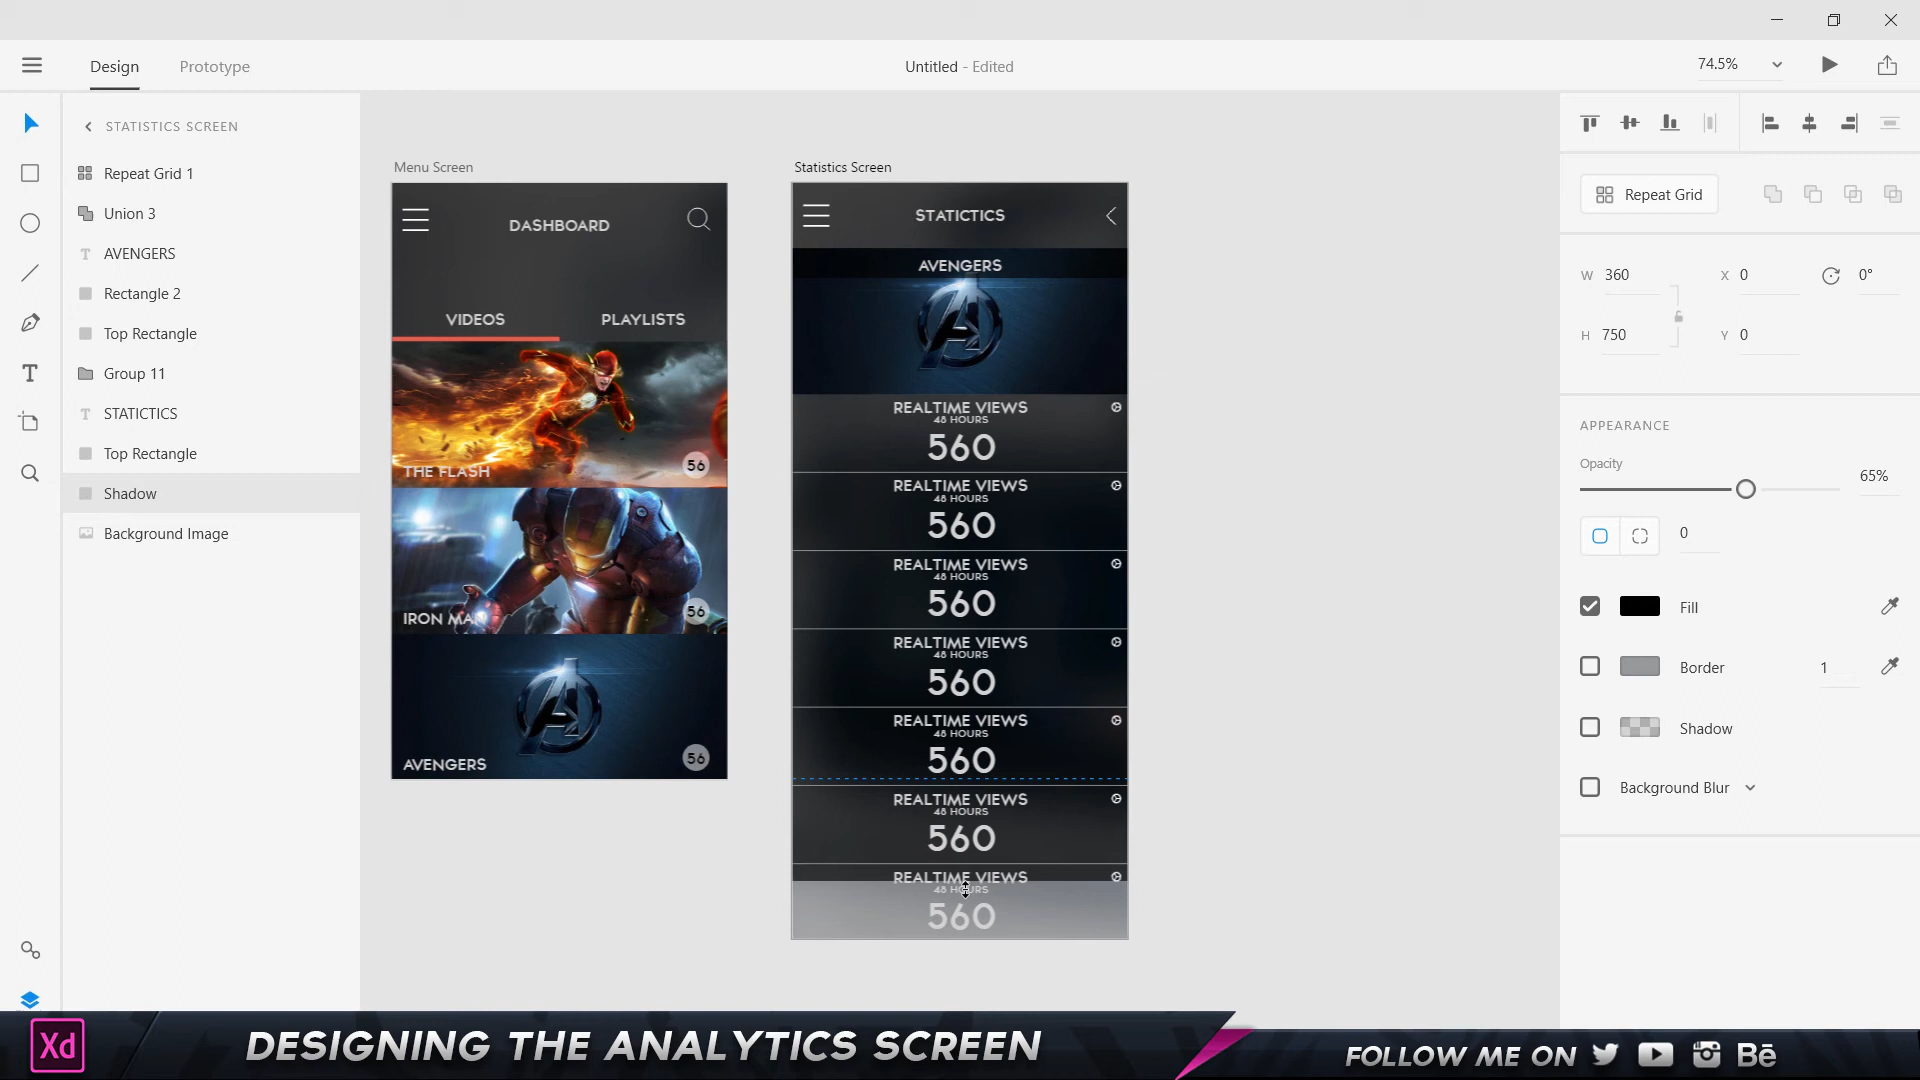 Design
Prototype
Untitled - Edited
74.5%
STATISTICS SCREEN
Repeat Grid 1
Union 3
AVENGERS
Rectangle 2
Top Rectangle
Group 11
STATICTICS
Top Rectangle
Shadow
Background Image
Menu Screen
DASHBOARD
VIDEOS
PLAYLISTS
THE FLASH
56
IRON MAN
56
AVENGERS
56
Statistics Screen
STATICTICS
AVENGERS
REALTIME VIEWS
48 HOURS
560
REALTIME VIEWS
48 HOURS
560
REALTIME VIEWS
48 HOURS
560
REALTIME VIEWS
48 HOURS
560
REALTIME VIEWS
48 HOURS
560
REALTIME VIEWS
48 HOURS
560
REALTIME VIEWS
48 HOURS
560
Repeat Grid
W 360
X 0
0°
H 750
Y 0
APPEARANCE
Opacity
65%
0
Fill
Border
1
Shadow
Background Blur
Xd
DESIGNING THE ANALYTICS SCREEN
FOLLOW ME ON
Bē